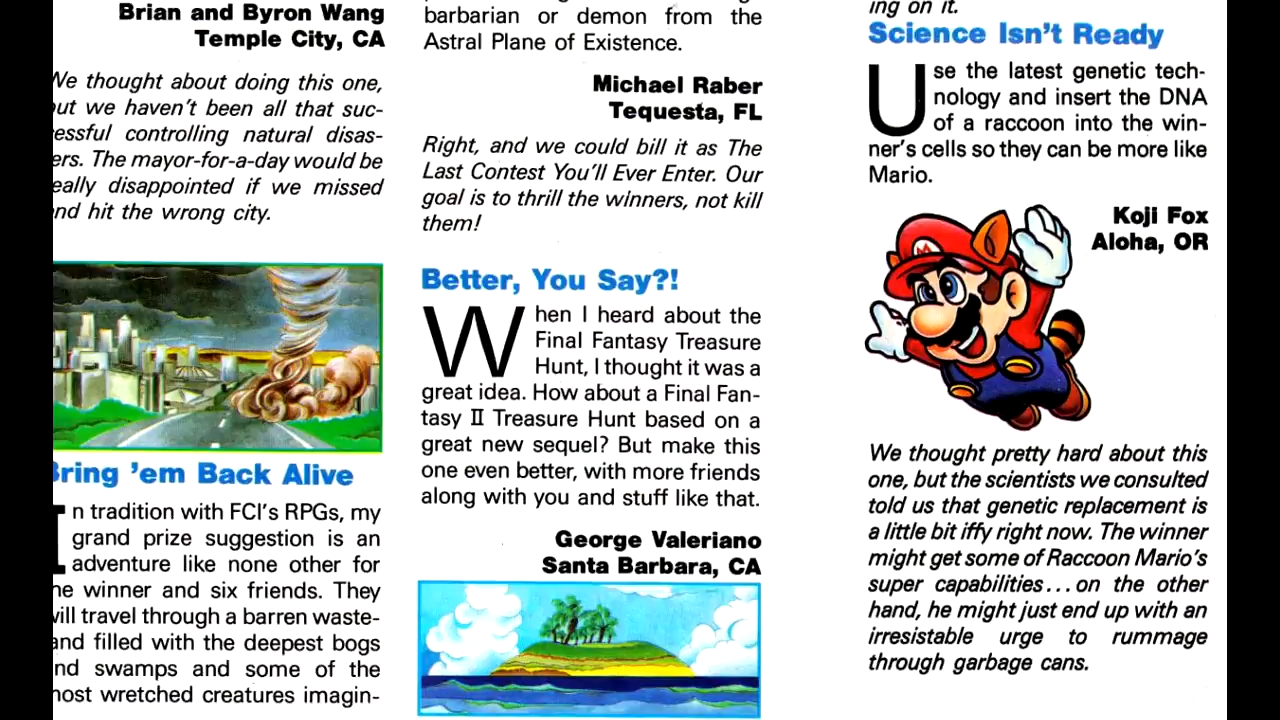 Brian and Byron Wang
Temple City, CA
We thought about doing this one,
but we haven't been all that suc-
cessful controlling natural disas-
ers. The mayor-for-a-day would be
eally disappointed if we missed
and hit the wrong city.
Bring 'em Back Alive
In tradition with FCI's RPGs, my
grand prize suggestion is an
adventure like none other for
he winner and six friends. They
will travel through a barren waste-
and filled with the deepest bogs
nd swamps and some of the
most wretched creatures imagin-
barbarian or demon from the
Astral Plane of Existence.
Michael Raber
Tequesta, FL
Right, and we could bill it as The
Last Contest You'll Ever Enter. Our
goal is to thrill the winners, not kill
them!
Better, You Say?!
When I heard about the
Final Fantasy Treasure
Hunt, I thought it was a
great idea. How about a Final Fan-
tasy II Treasure Hunt based on a
great new sequel? But make this
one even better, with more friends
along with you and stuff like that.
George Valeriano
Santa Barbara, CA
ing on it.
Science Isn't Ready
Use the latest genetic tech-
nology and insert the DNA
of a raccoon into the win-
ner's cells so they can be more like
Mario.
Koji Fox
Aloha, OR
M
We thought pretty hard about this
one, but the scientists we consulted
told us that genetic replacement is
a little bit iffy right now. The winner
might get some of Raccoon Mario's
super capabilities...on the other
hand, he might just end up with an
irresistable urge to rummage
through garbage cans.